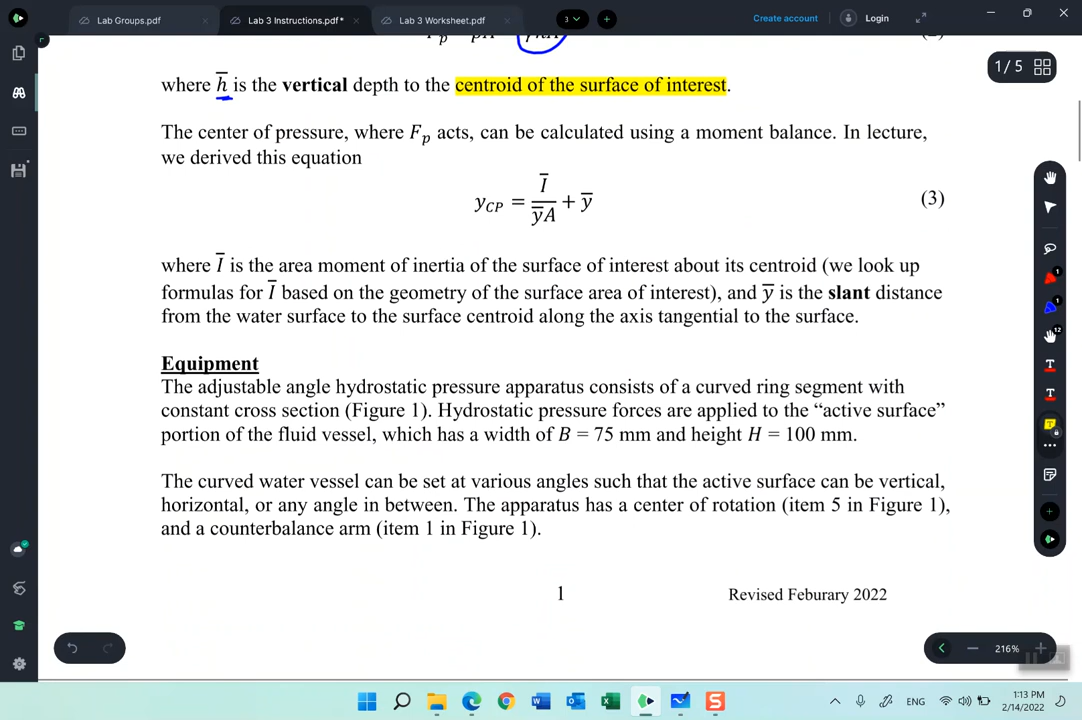 Lab Groups.pdf
Lab 3 Instructions.pdf*
Lab 3 Worksheet.pdf
3
Create account
Login
1 / 5
where h̅ is the vertical depth to the centroid of the surface of interest.
The center of pressure, where Fp acts, can be calculated using a moment balance. In lecture,
we derived this equation
yCP = I̅ / (y̅A) + y̅ (3)
where I̅ is the area moment of inertia of the surface of interest about its centroid (we look up
formulas for I̅ based on the geometry of the surface area of interest), and y̅ is the slant distance
from the water surface to the surface centroid along the axis tangential to the surface.
Equipment
The adjustable angle hydrostatic pressure apparatus consists of a curved ring segment with
constant cross section (Figure 1). Hydrostatic pressure forces are applied to the “active surface”
portion of the fluid vessel, which has a width of B = 75 mm and height H = 100 mm.
The curved water vessel can be set at various angles such that the active surface can be vertical,
horizontal, or any angle in between. The apparatus has a center of rotation (item 5 in Figure 1),
and a counterbalance arm (item 1 in Figure 1).
1
Revised Feburary 2022
216%
ENG
1:13 PM
2/14/2022